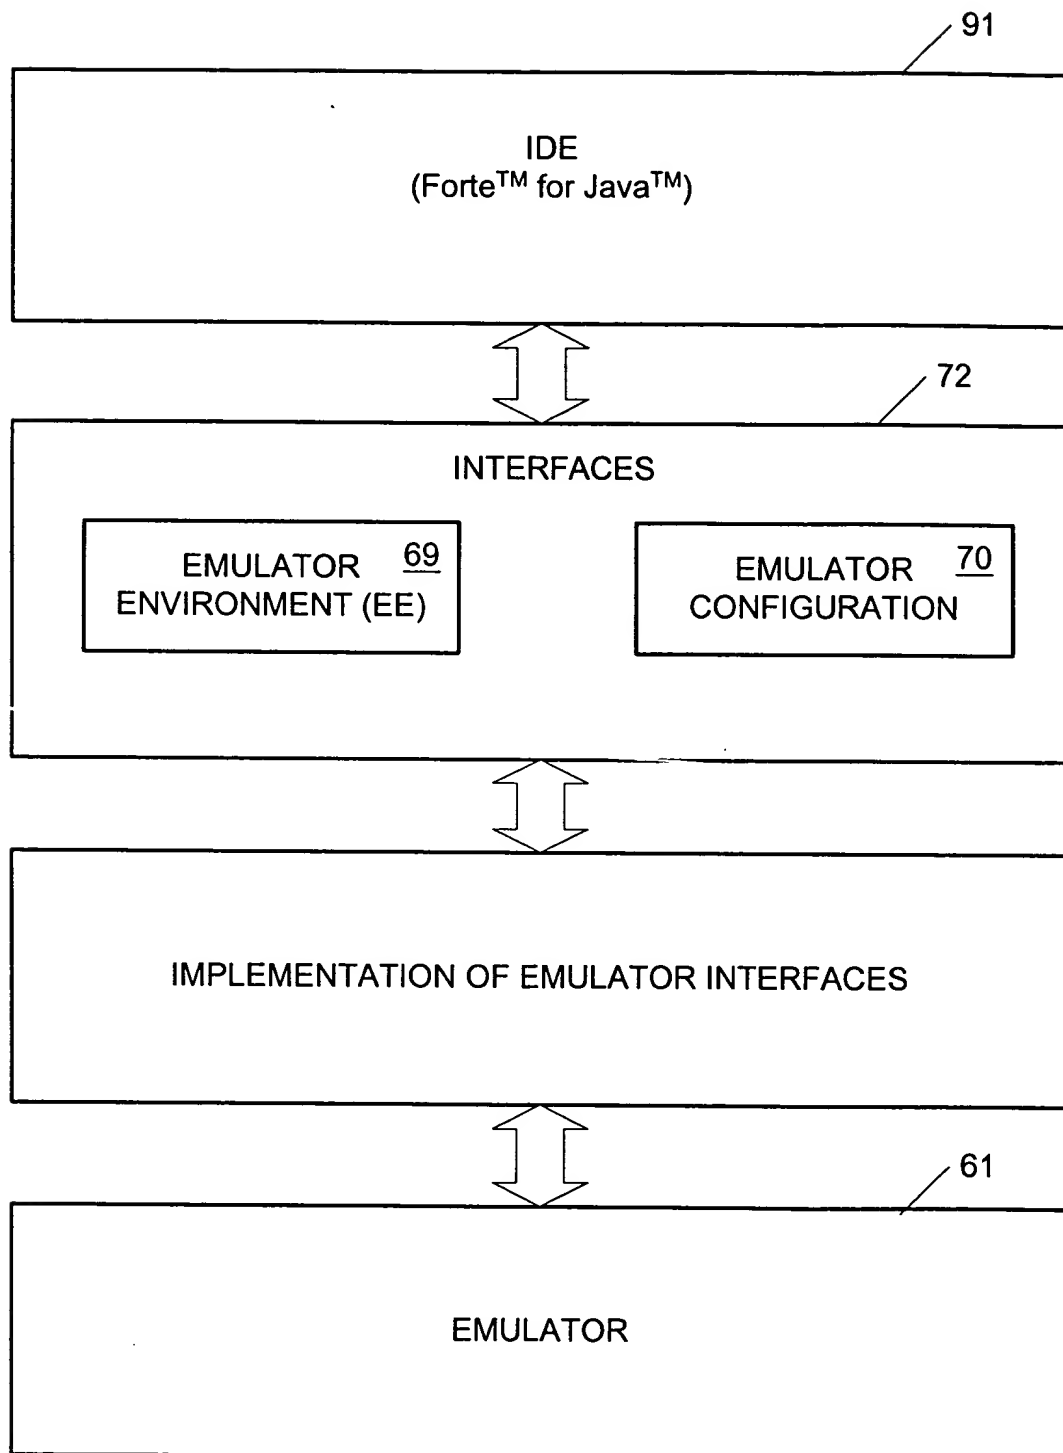 91
IDE
(Forte™ for Java™)
72
INTERFACES
EMULATOR 69
ENVIRONMENT (EE)
EMULATOR 70
CONFIGURATION
IMPLEMENTATION OF EMULATOR INTERFACES
61
EMULATOR